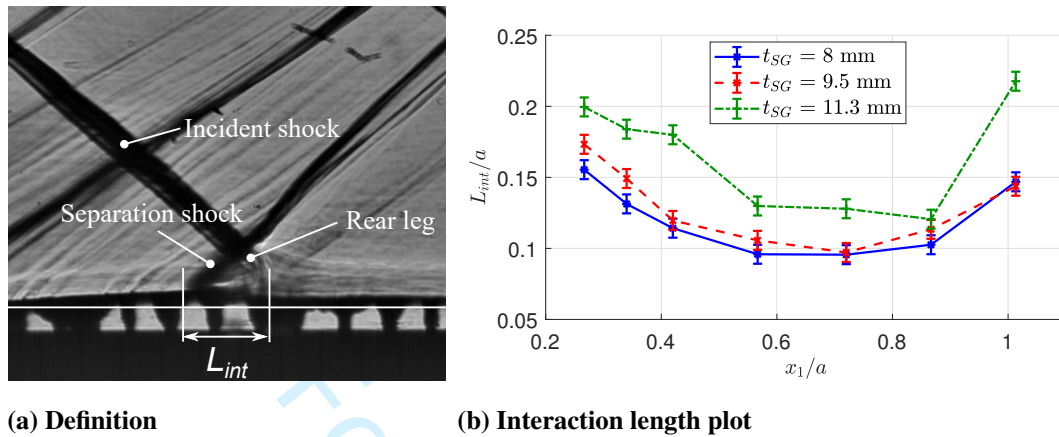 Incident shock
Separation shock
Rear leg
L_int
FO
(a) Definition
0.25
0.2
0.15
0.1
0.05
L_int/a
t_SG = 8 mm
t_SG = 9.5 mm
t_SG = 11.3 mm
0.2 0.4 0.6 0.8 1
x_1/a
(b) Interaction length plot